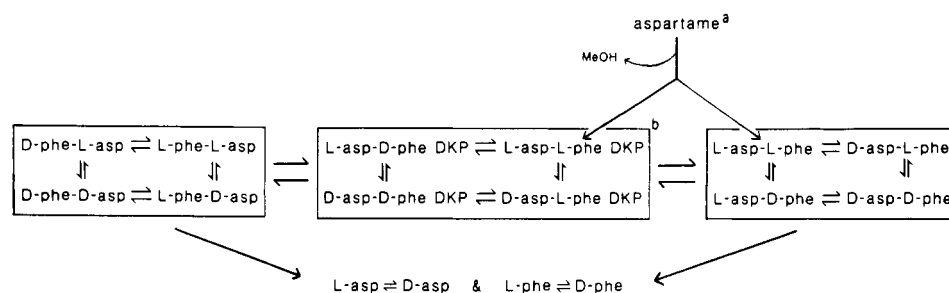 aspartame a
MeOH
b
D-phe-L-asp ⇌ L-phe-L-asp
D-phe-D-asp ⇌ L-phe-D-asp
L-asp-D-phe DKP ⇌ L-asp-L-phe DKP
D-asp-D-phe DKP ⇌ D-asp-L-phe DKP
L-asp-L-phe ⇌ D-asp-L-phe
L-asp-D-phe ⇌ D-asp-D-phe
L-asp ⇌ D-asp & L-phe ⇌ D-phe